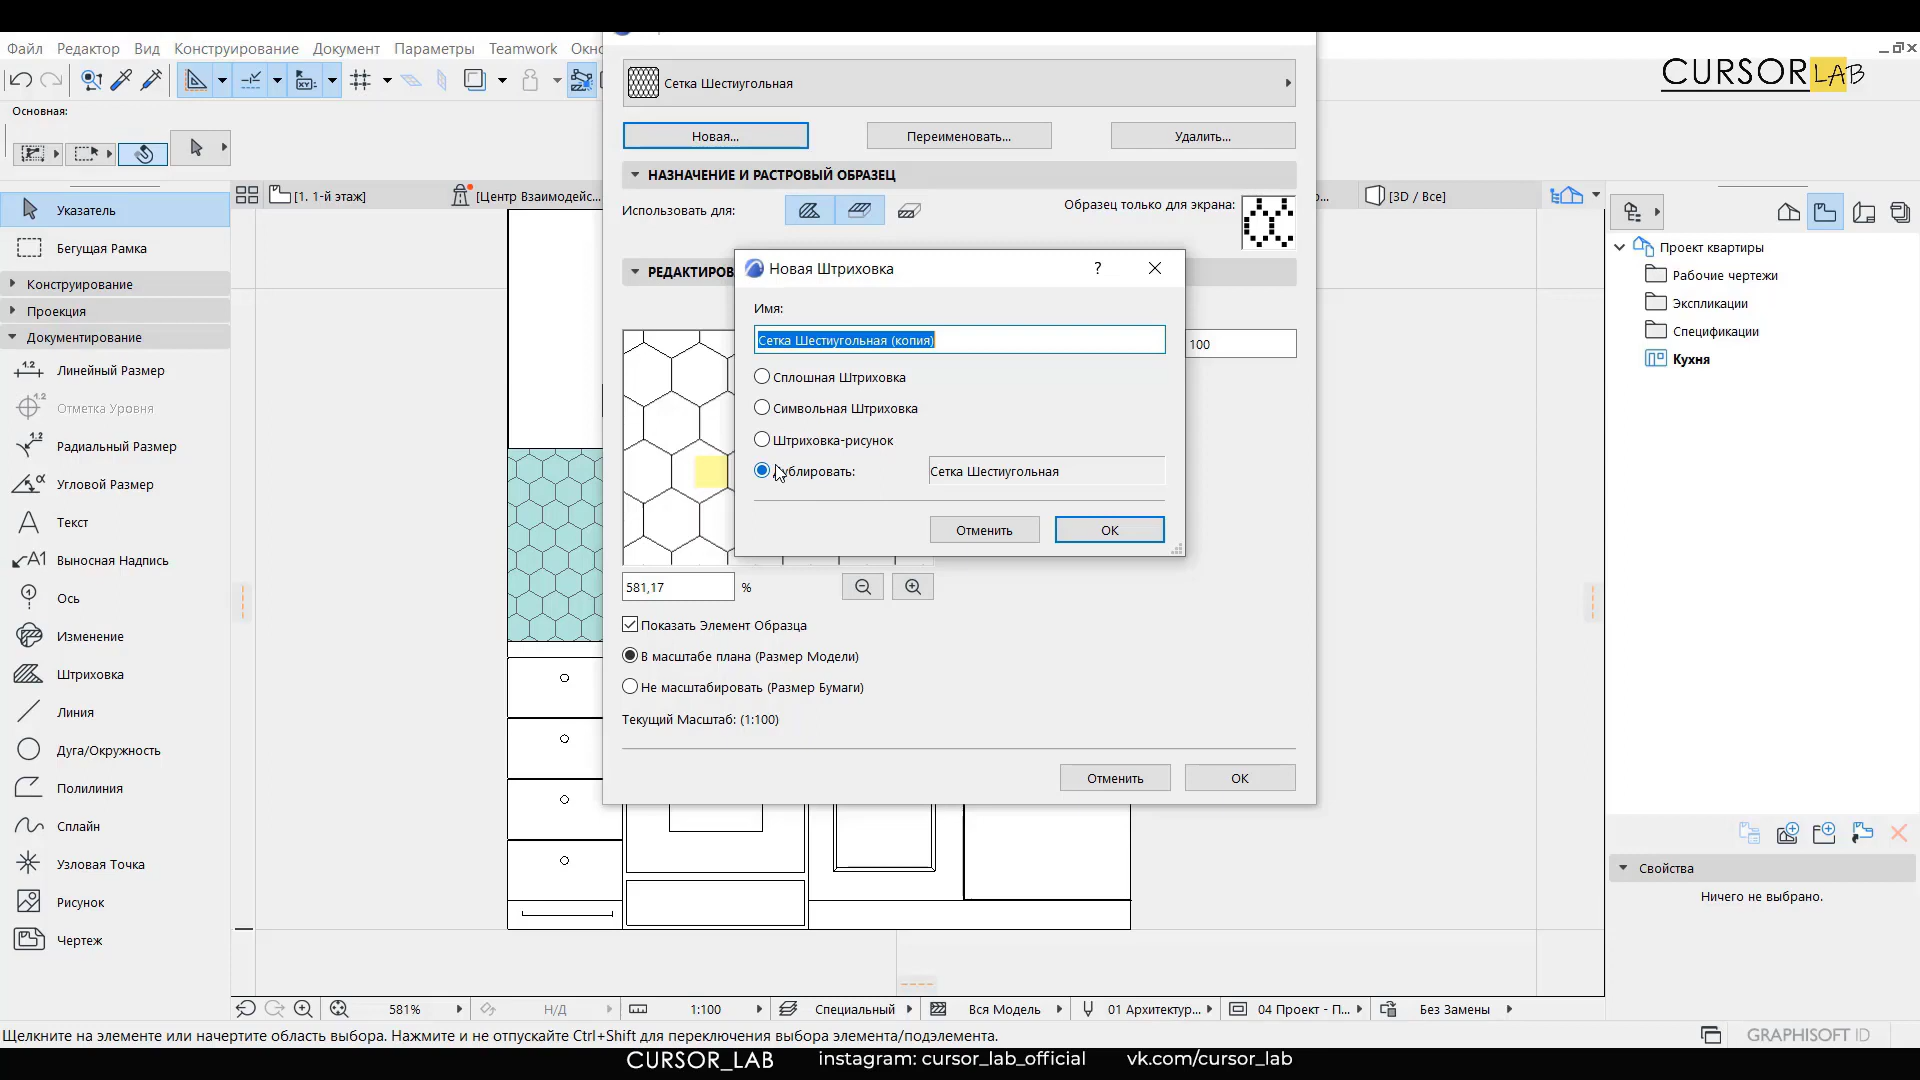 Файл Редактор Вид Конструирование Документ Параметры Teamwork Окно
CURSOR LAB
Основная:
Сетка Шестиугольная
Новая... Переименовать... Удалить...
НАЗНАЧЕНИЕ И РАСТРОВЫЙ ОБРАЗЕЦ
Использовать для:
Образец только для экрана:
РЕДАКТИРОВ
[1. 1-й этаж]
[Центр Взаимодейс...
[3D / Все]
Указатель
Бегущая Рамка
Конструирование
Проекция
Документирование
Линейный Размер
Отметка Уровня
Радиальный Размер
Угловой Размер
Текст
Выносная Надпись
Ось
Изменение
Штриховка
Линия
Дуга/Окружность
Полилиния
Сплайн
Узловая Точка
Рисунок
Чертеж
Новая Штриховка
?
Имя:
Сетка Шестиугольная (копия)
Сплошная Штриховка
Символьная Штриховка
Штриховка-рисунок
ублировать:
Сетка Шестиугольная
Отменить OK
100
581,17 %
Показать Элемент Образца
В масштабе плана (Размер Модели)
Не масштабировать (Размер Бумаги)
Текущий Масштаб: (1:100)
Отменить OK
Проект квартиры
Рабочие чертежи
Экспликации
Спецификации
Кухня
Свойства
Ничего не выбрано.
581% Н/Д 1:100 Специальный Вся Модель 01 Архитектур... 04 Проект - П... Без Замены
Щелкните на элементе или начертите область выбора. Нажмите и не отпускайте Ctrl+Shift для переключения выбора элемента/подэлемента.
GRAPHISOFT ID
CURSOR_LAB instagram: cursor_lab_official vk.com/cursor_lab